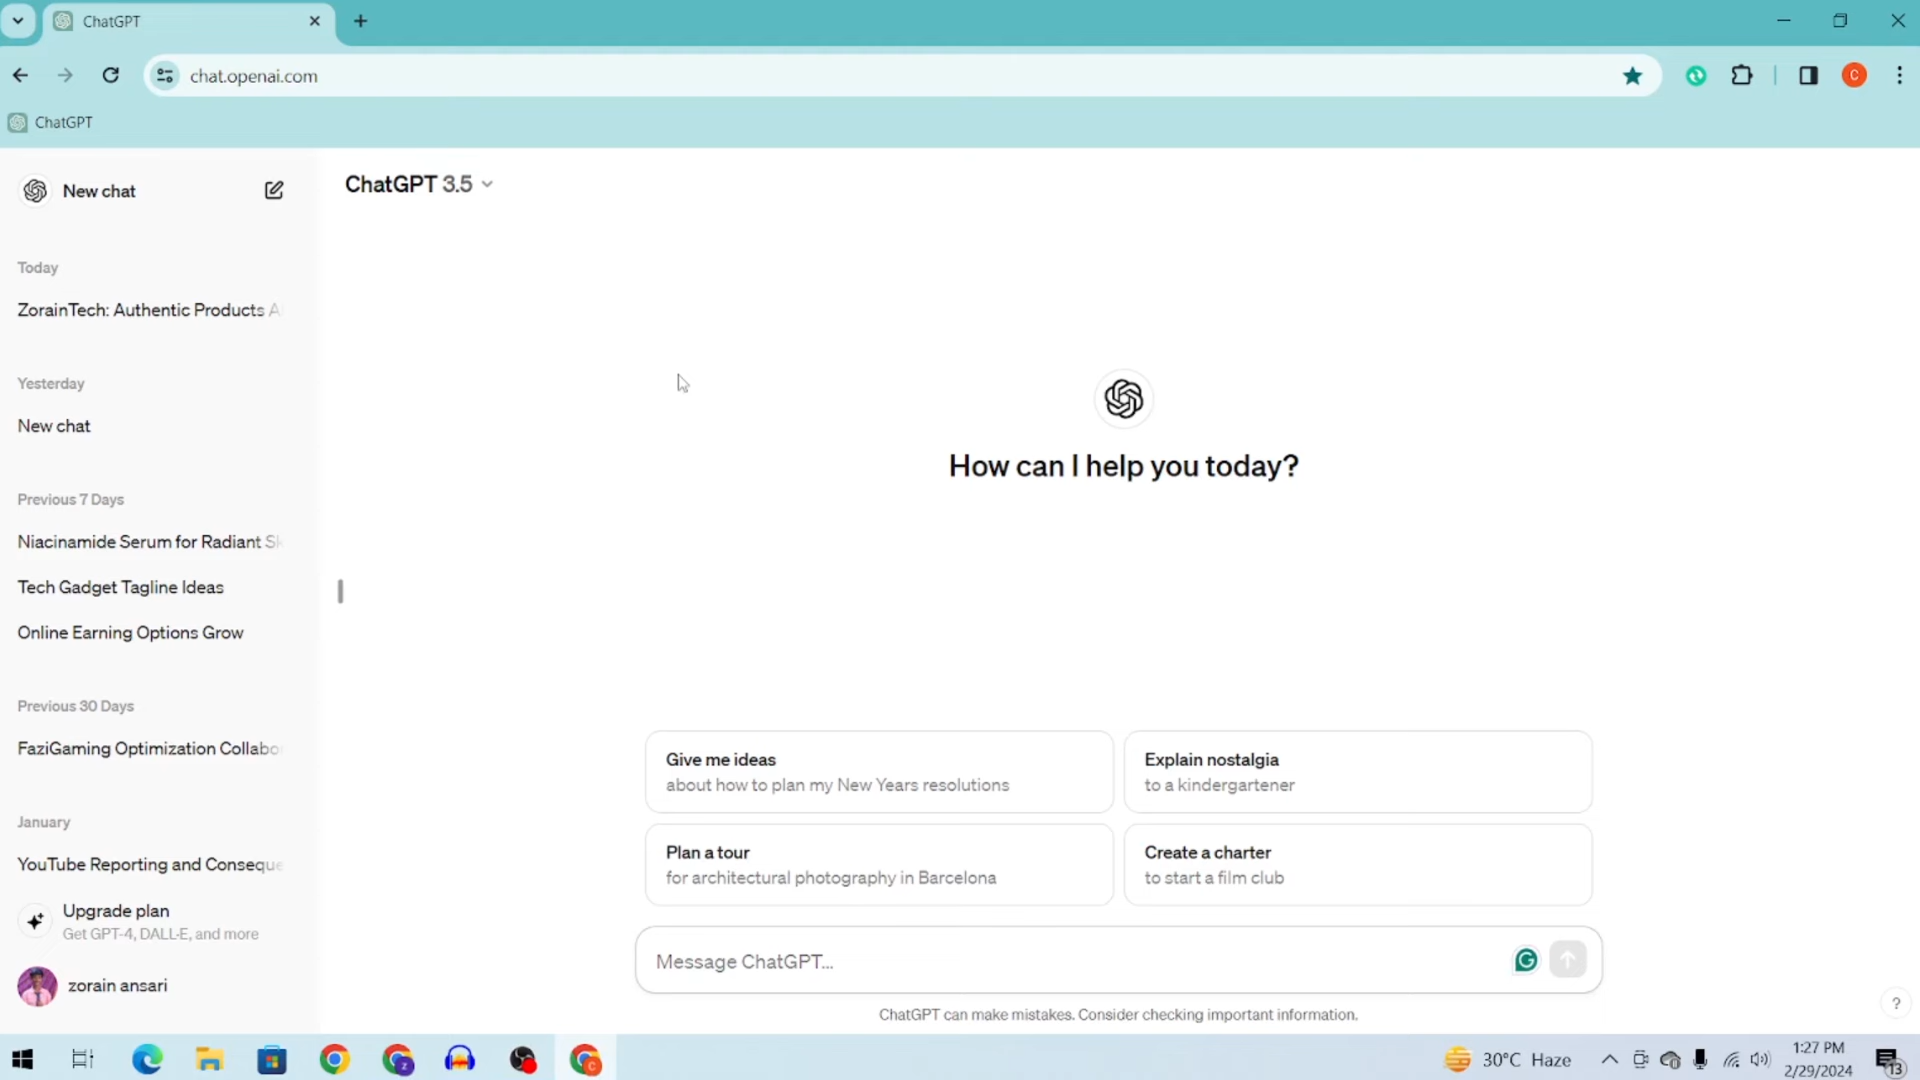 ChatGPT
chat.openai.com
C
ChatGPT
New chat
ChatGPT 3.5
Today
ZorainTech: Authentic Products A
Yesterday
New chat
How can I help you today?
Previous 7 Days
Niacinamide Serum for Radiant Sk
Tech Gadget Tagline Ideas
Online Earning Options Grow
Previous 30 Days
FaziGaming Optimization Collabo
January
YouTube Reporting and Conseque
Give me ideas
about how to plan my New Years resolutions
Explain nostalgia
to a kindergartener
Plan a tour
for architectural photography in Barcelona
Create a charter
to start a film club
Upgrade plan
Get GPT-4, DALL·E, and more
zorain ansari
Message ChatGPT...
ChatGPT can make mistakes. Consider checking important information.
?
30°C Haze
1:27 PM
2/29/2024
13